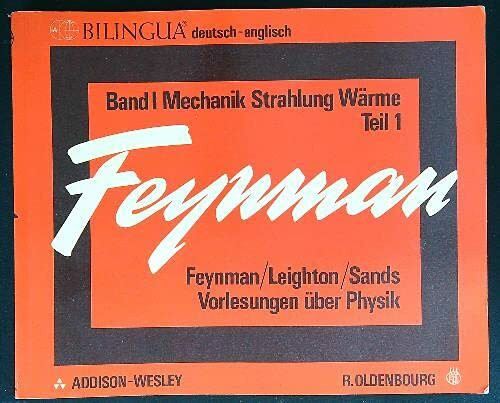 BILINGUA® deutsch-englisch
Band I Mechanik Strahlung Wärme
Teil 1
Feynman
Feynman/Leighton/Sands
Vorlesungen über Physik
ADDISON-WESLEY
R. OLDENBOURG